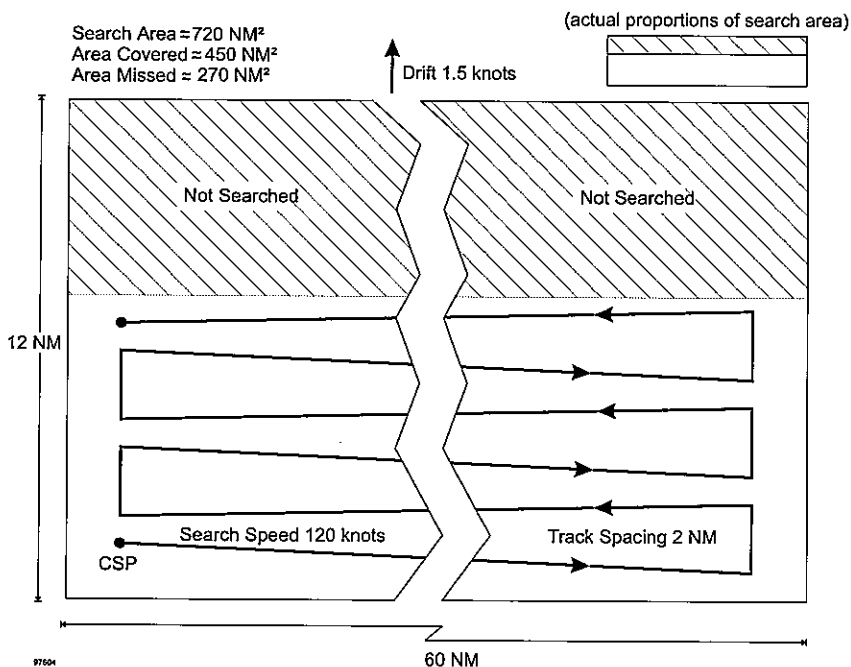 Search Area = 720 NM²
Area Covered = 450 NM²
Area Missed = 270 NM²
Drift 1.5 knots
(actual proportions of search area)
Not Searched
Not Searched
12 NM
Search Speed 120 knots
Track Spacing 2 NM
CSP
60 NM
97604